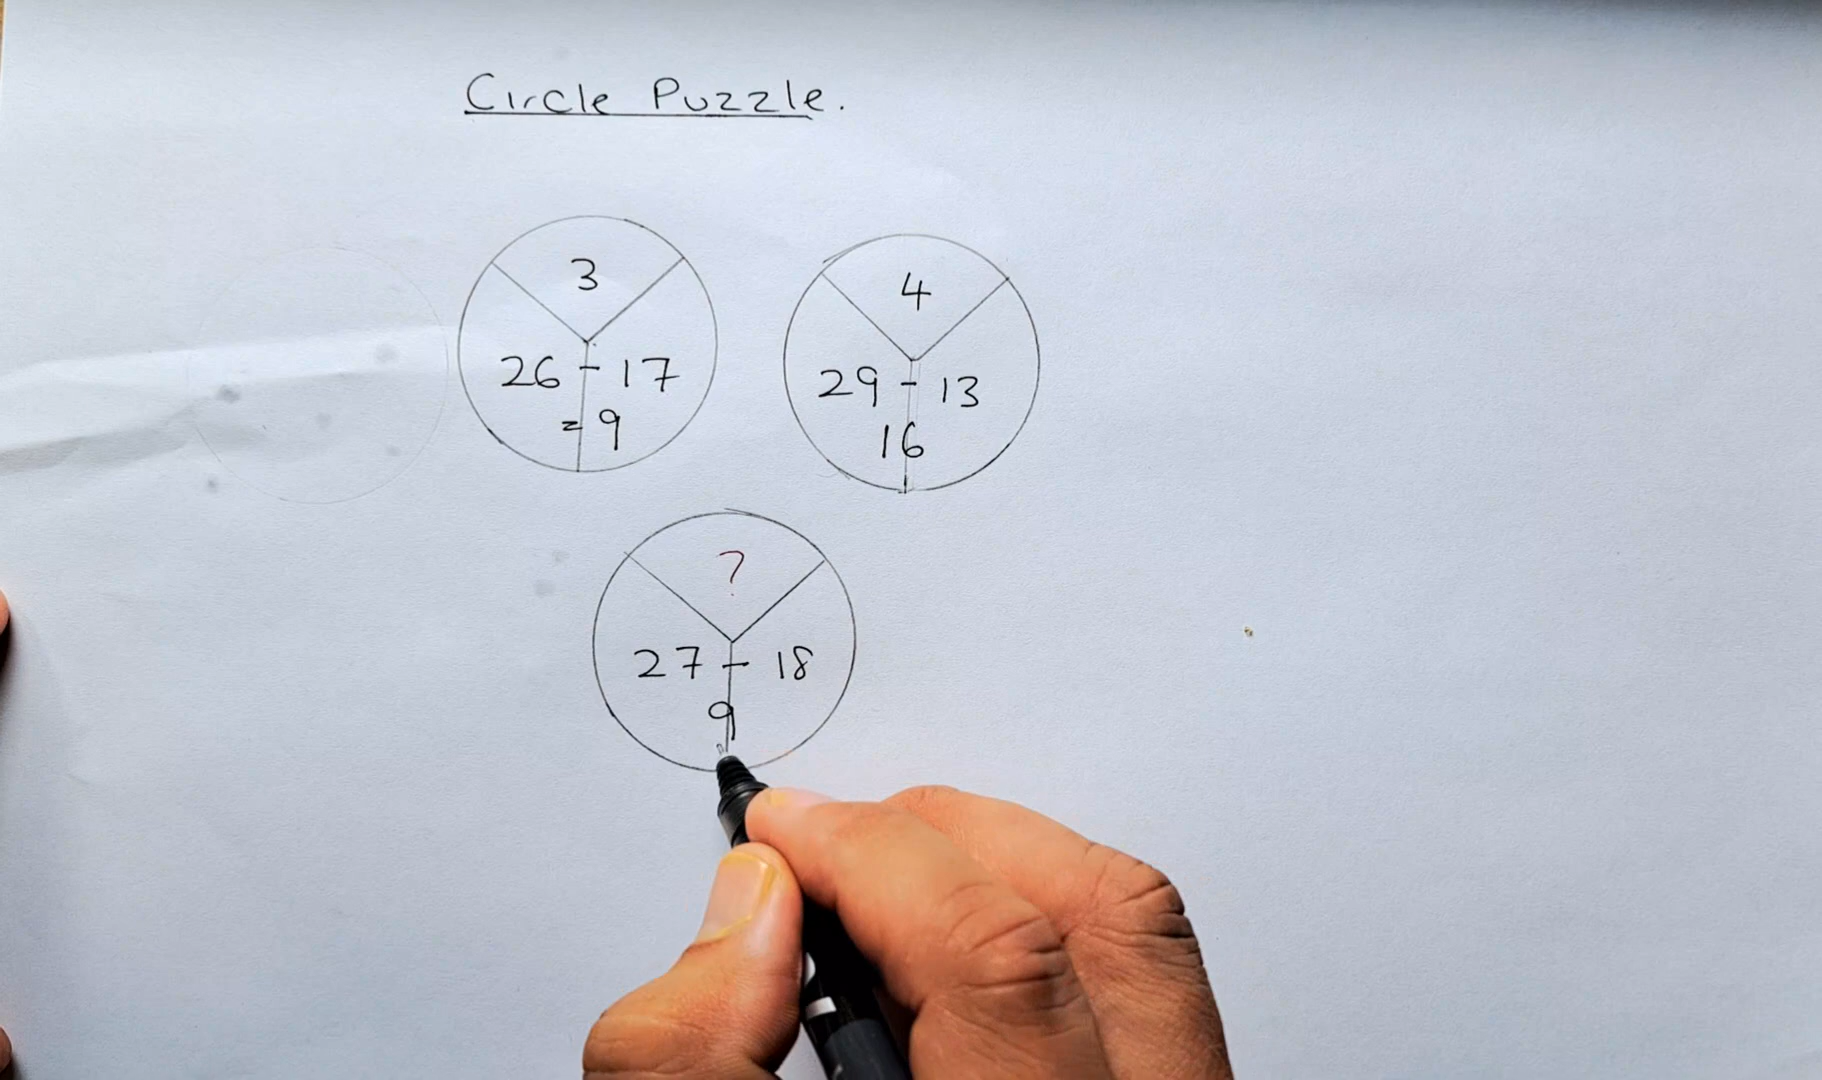 Circle Puzzle.
3
26 - 17
= 9
4
29 - 13
16
?
27 - 18
9